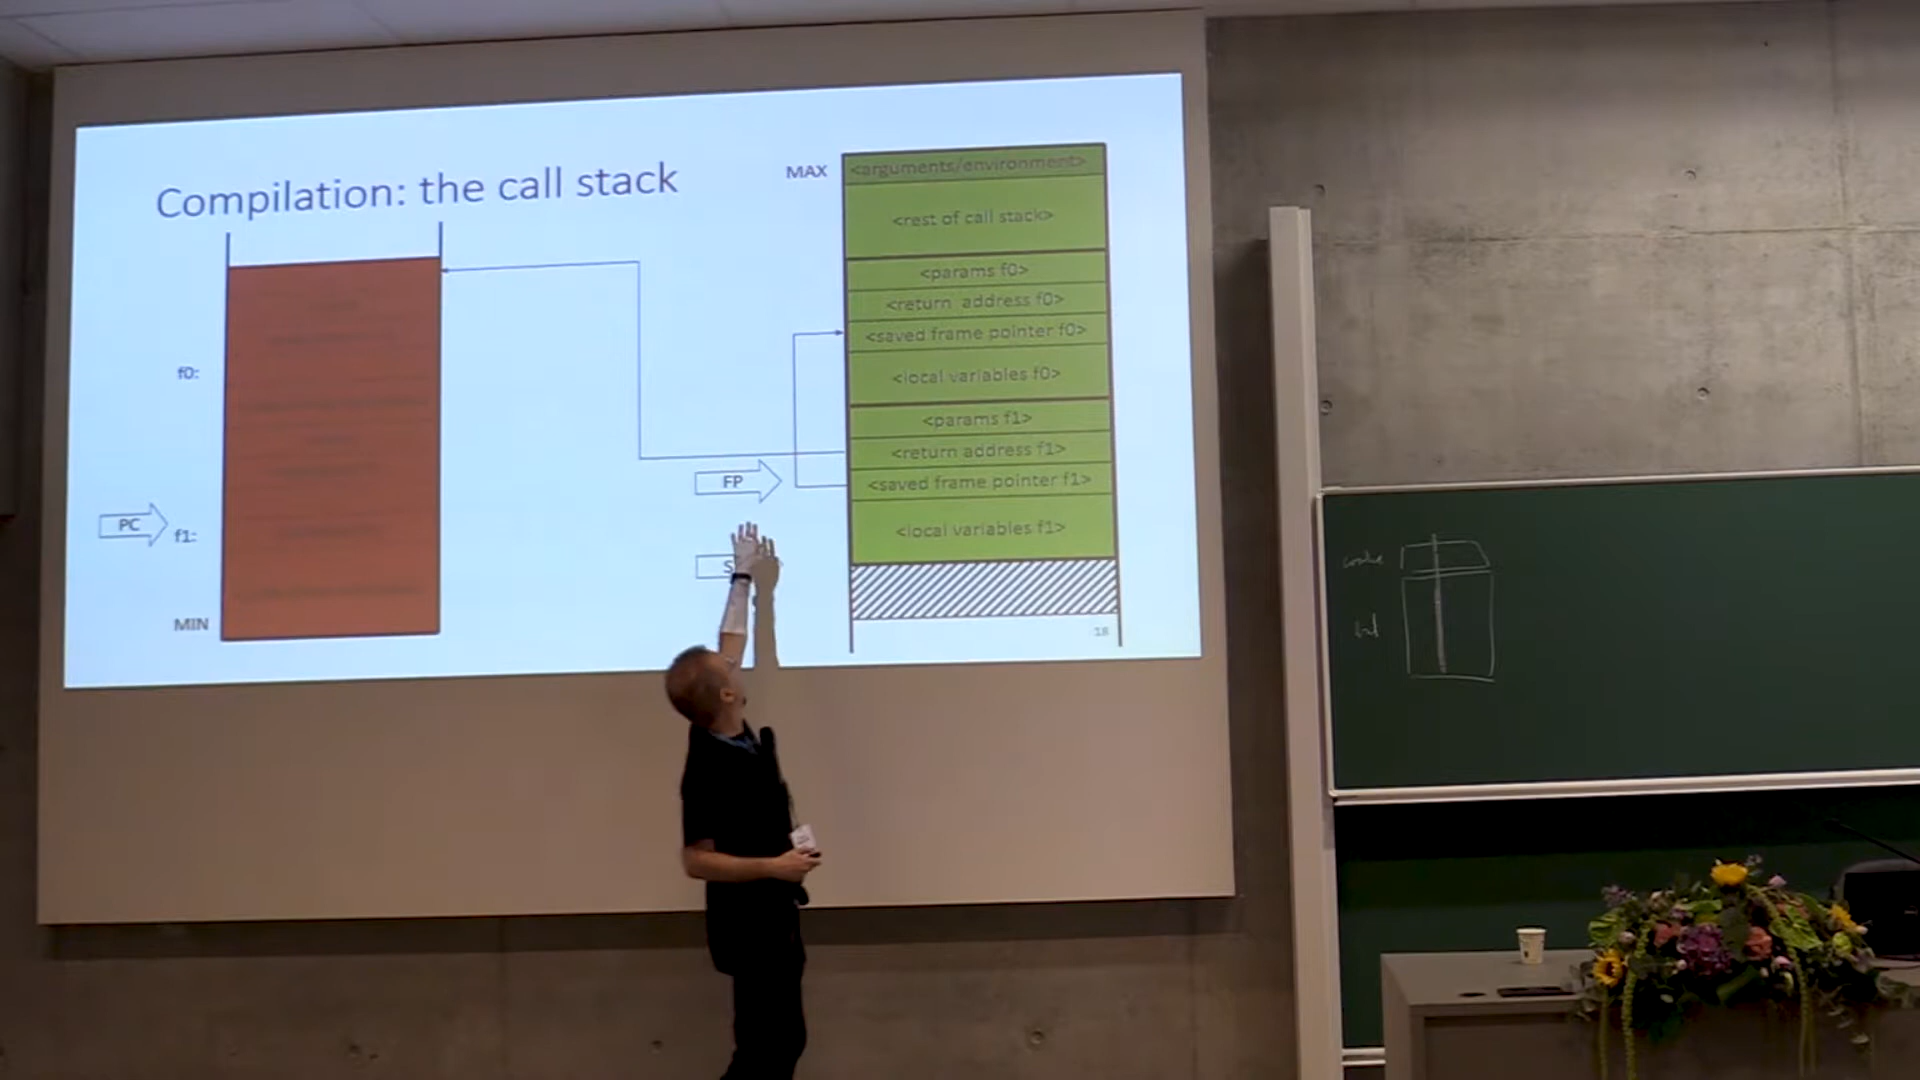 Compilation: the call stack
MAX
<arguments/environment>
<rest of call stack>
<params f0>
<return address f0>
<saved frame pointer f0>
<local variables f0>
<params f1>
<return address f1>
<saved frame pointer f1>
<local variables f1>
f0:
FP
PC
f1:
S
MIN
18